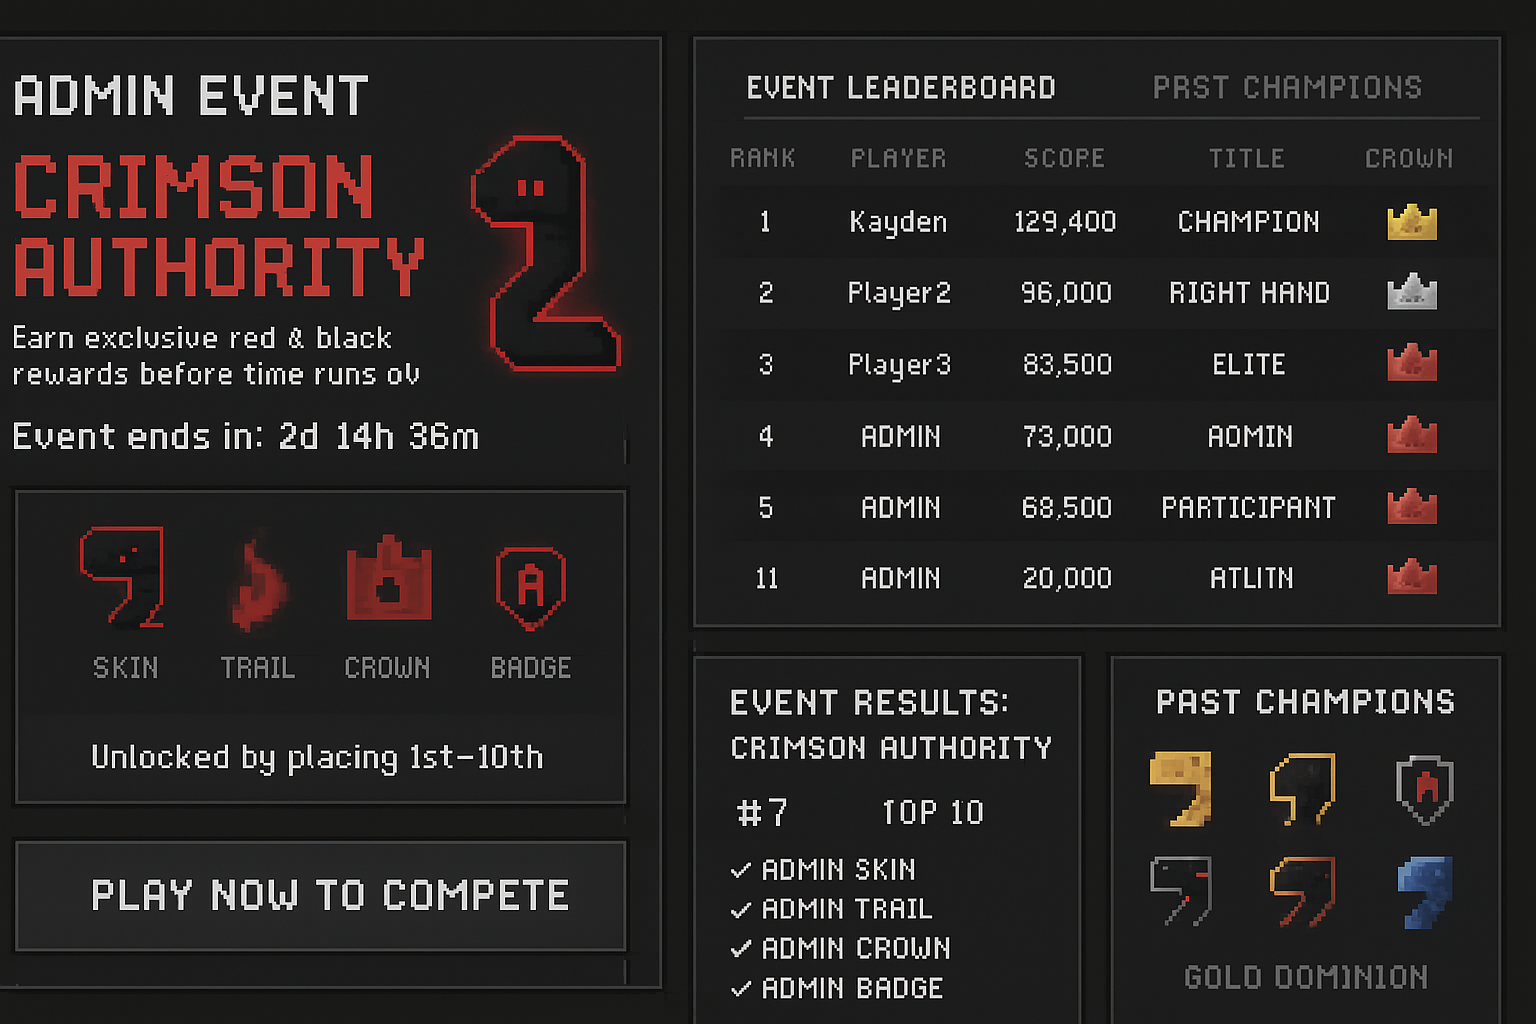 ADMIN EVENT
CRIMSON
AUTHORITY
Earn exclusive red & black
rewards before time runs ov
Event ends in: 2d 14h 36m
SKIN TRAIL CROWN BADGE
A
Unlocked by placing 1st–10th
PLAY NOW TO COMPETE
EVENT LEADERBOARD PRST CHAMPIONS
RANK PLAYER SCOPE TITLE CROWN
1 Kayden 129,400 CHAMPION
2 Player2 96,000 RIGHT HAND
3 Player3 83,500 ELITE
4 ADMIN 73,000 AOMIN
5 ADMIN 68,500 PARTICIPANT
11 ADMIN 20,000 ATLITN
EVENT RESULTS:
CRIMSON AUTHORITY
#7 TOP 10
✓ ADMIN SKIN
✓ ADMIN TRAIL
✓ ADMIN CROWN
✓ ADMIN BADGE
PAST CHAMPIONS
GOLD DOMINION